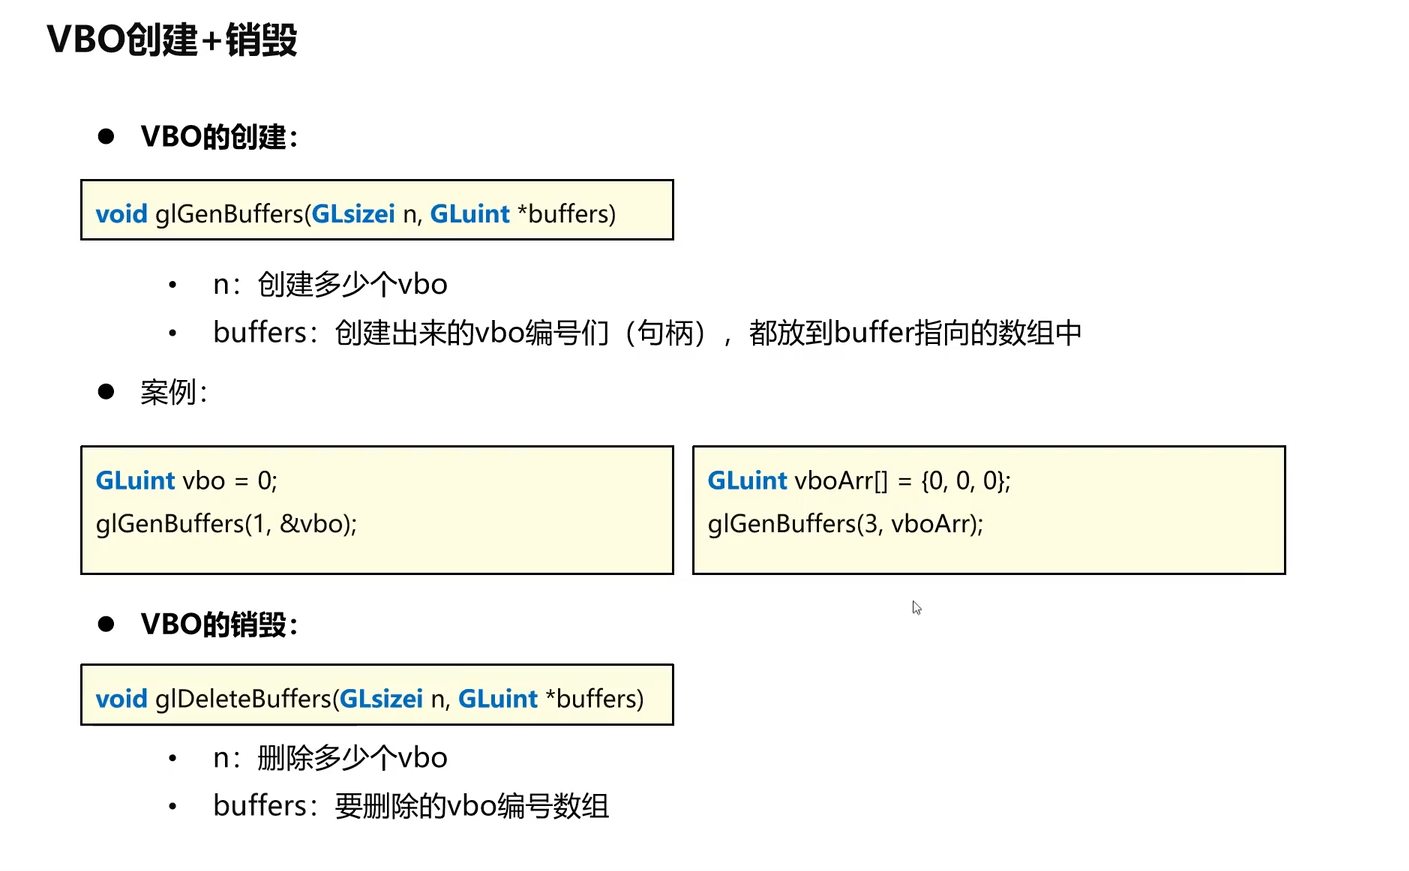 VBO创建+销毁
● VBO的创建：
void glGenBuffers(GLsizei n, GLuint *buffers)
• n：创建多少个vbo
• buffers：创建出来的vbo编号们（句柄），都放到buffer指向的数组中
● 案例：
GLuint vbo = 0;
glGenBuffers(1, &vbo);
GLuint vboArr[] = {0, 0, 0};
glGenBuffers(3, vboArr);
● VBO的销毁：
void glDeleteBuffers(GLsizei n, GLuint *buffers)
• n：删除多少个vbo
• buffers：要删除的vbo编号数组